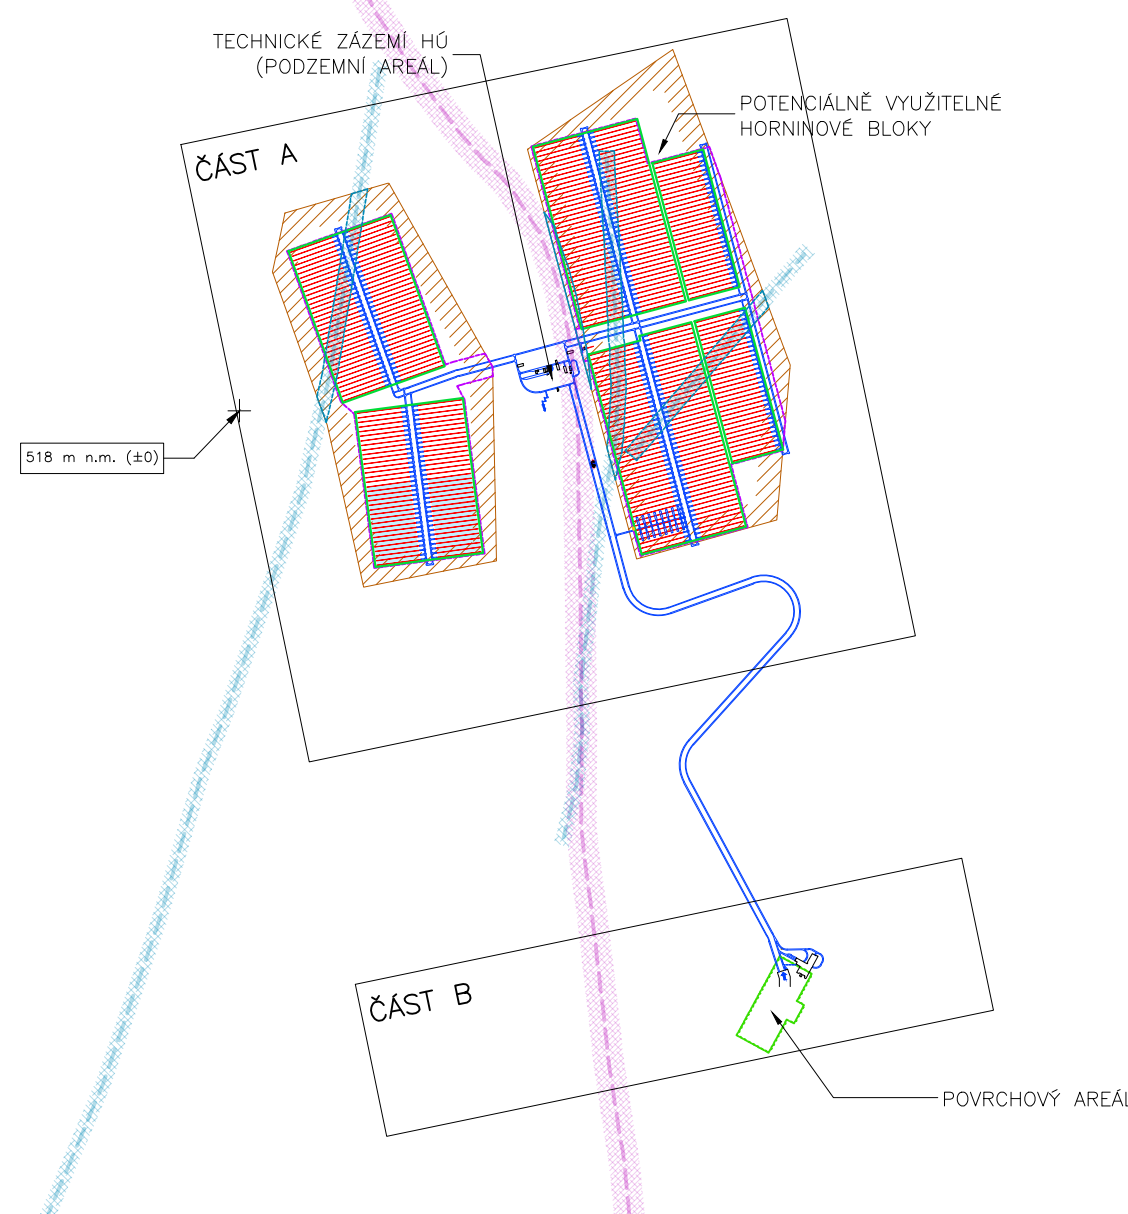 TECHNICKÉ ZÁZEMÍ HÚ
(PODZEMNÍ AREÁL)
POTENCIÁLNĚ VYUŽITELNÉ
HORNINOVÉ BLOKY
ČÁST A
518 m n.m. (±0)
ČÁST B
POVRCHOVÝ AREÁL